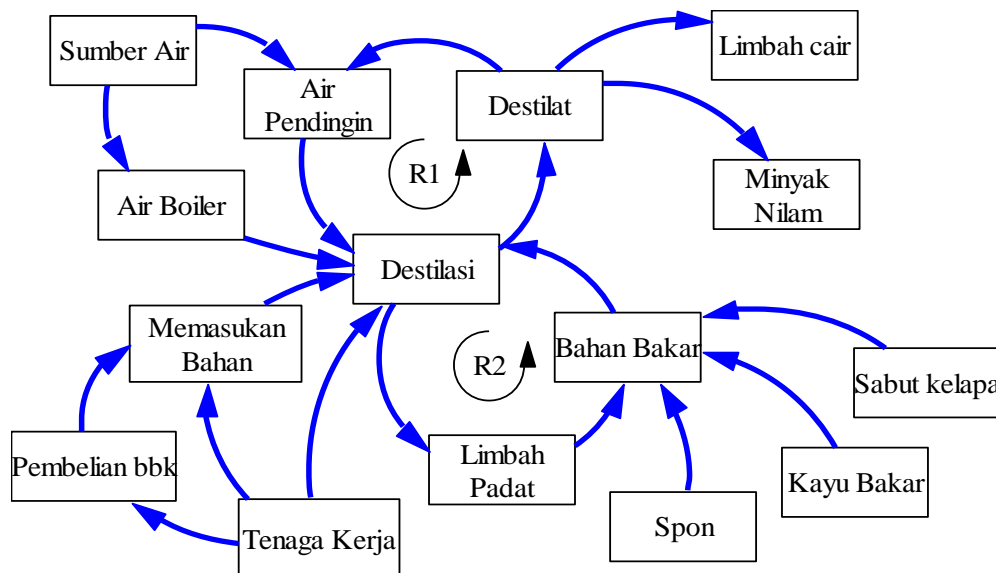 Sumber Air
Limbah cair
Air
Pendingin
Destilat
R1
Air Boiler
Minyak
Nilam
Destilasi
Memasukan
Bahan
R2
Bahan Bakar
Sabut kelapa
Pembelian bbk
Limbah
Padat
Kayu Bakar
Tenaga Kerja
Spon